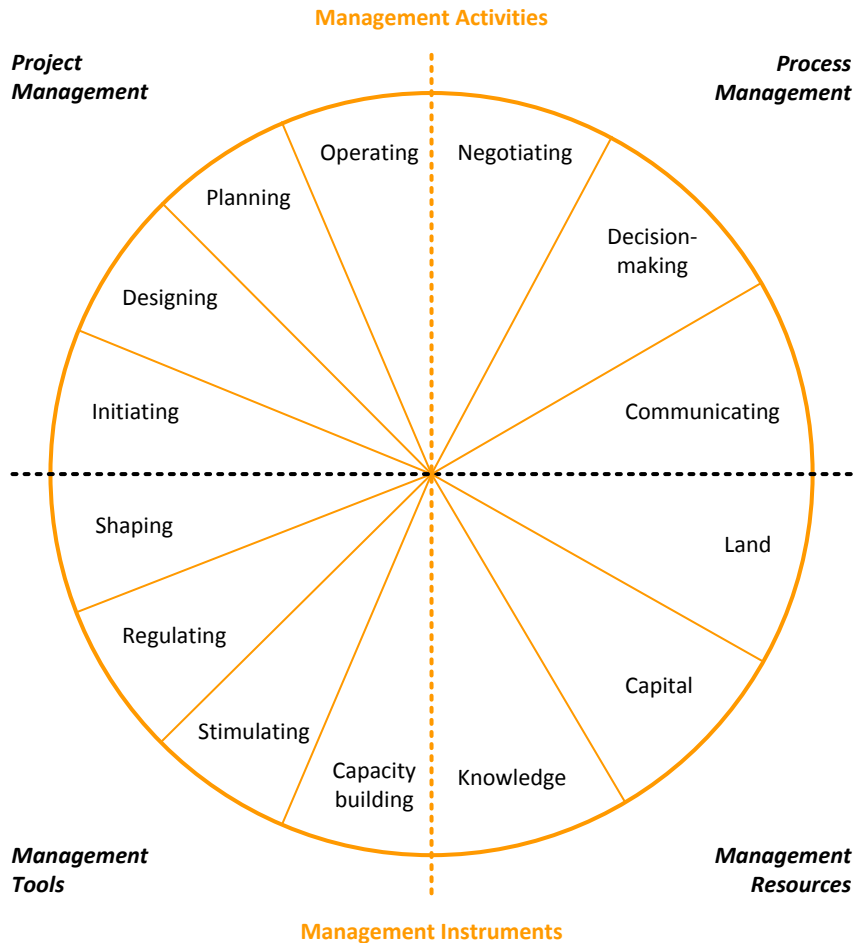 Management Activities
Project
Management
Process
Management
Operating
Negotiating
Planning
Decision-
making
Designing
Initiating
Communicating
Shaping
Land
Regulating
Capital
Stimulating
Capacity
building
Knowledge
Management
Tools
Management
Resources
Management Instruments